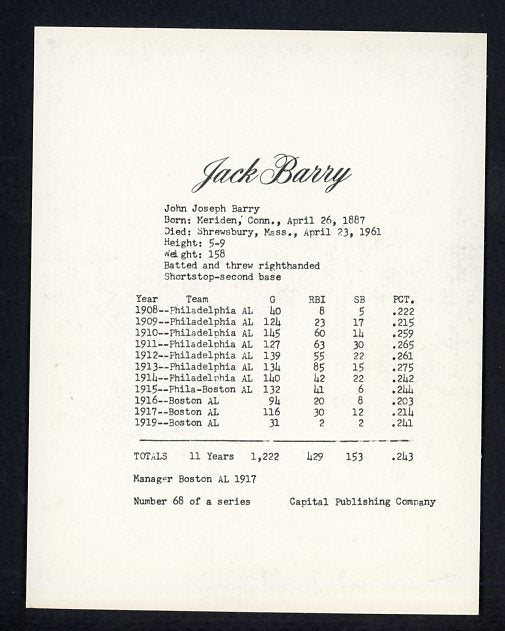 Jack Barry
John Joseph Barry
Born: Meriden, Conn., April 26, 1887
Died: Shrewsbury, Mass., April 23, 1961
Height: 5-9
Weight: 158
Batted and threw righthanded
Shortstop-second base
Year Team G RBI SB PCT.
1908--Philadelphia AL 40 8 5 .222
1909--Philadelphia AL 124 23 17 .215
1910--Philadelphia AL 145 60 14 .259
1911--Philadelphia AL 127 63 30 .265
1912--Philadelphia AL 139 55 22 .261
1913--Philadelphia AL 134 85 15 .275
1914--Philadelphia AL 140 42 22 .242
1915--Phila-Boston AL 132 41 6 .244
1916--Boston AL 94 20 8 .203
1917--Boston AL 116 30 12 .214
1919--Boston AL 31 2 2 .241
TOTALS 11 Years 1,222 429 153 .243
Manager Boston AL 1917
Number 68 of a series Capital Publishing Company